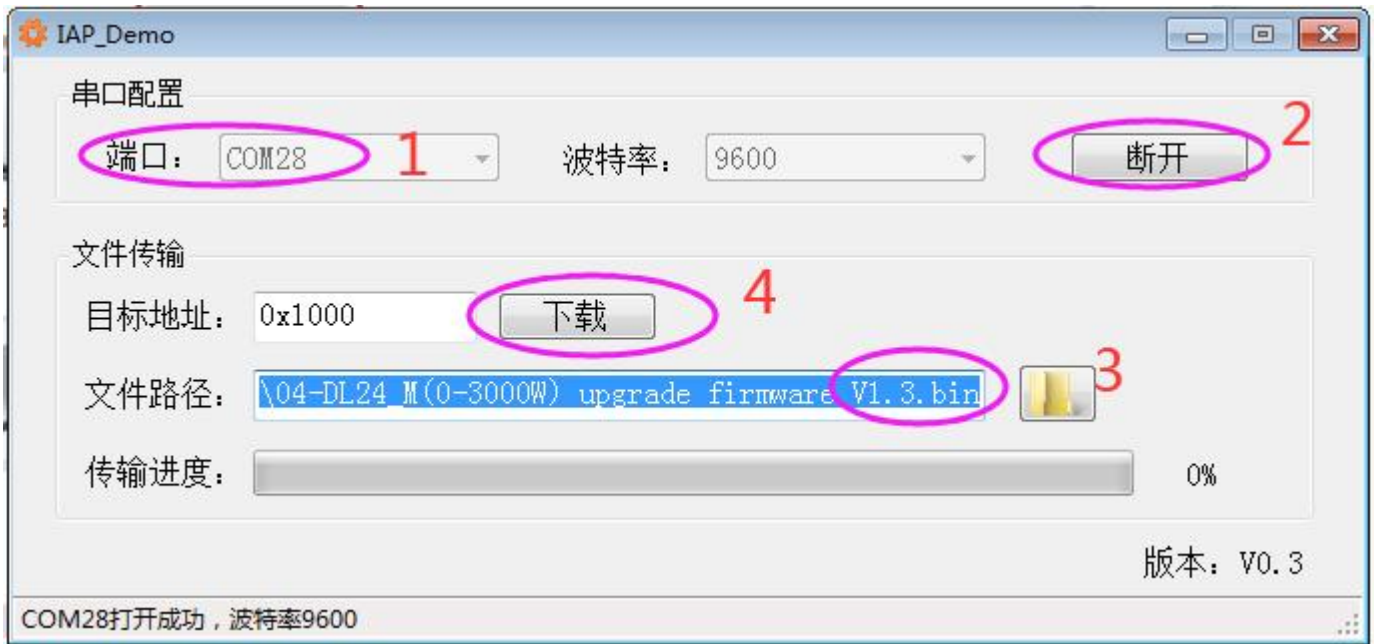 IAP_Demo
串口配置
端口： COM28 1 波特率： 9600 断开 2
文件传输
目标地址： 0x1000 下载 4
文件路径： \04-DL24_M(0-3000W) upgrade firmware V1.3.bin 3
传输进度： 0%
版本：V0.3
COM28打开成功，波特率9600